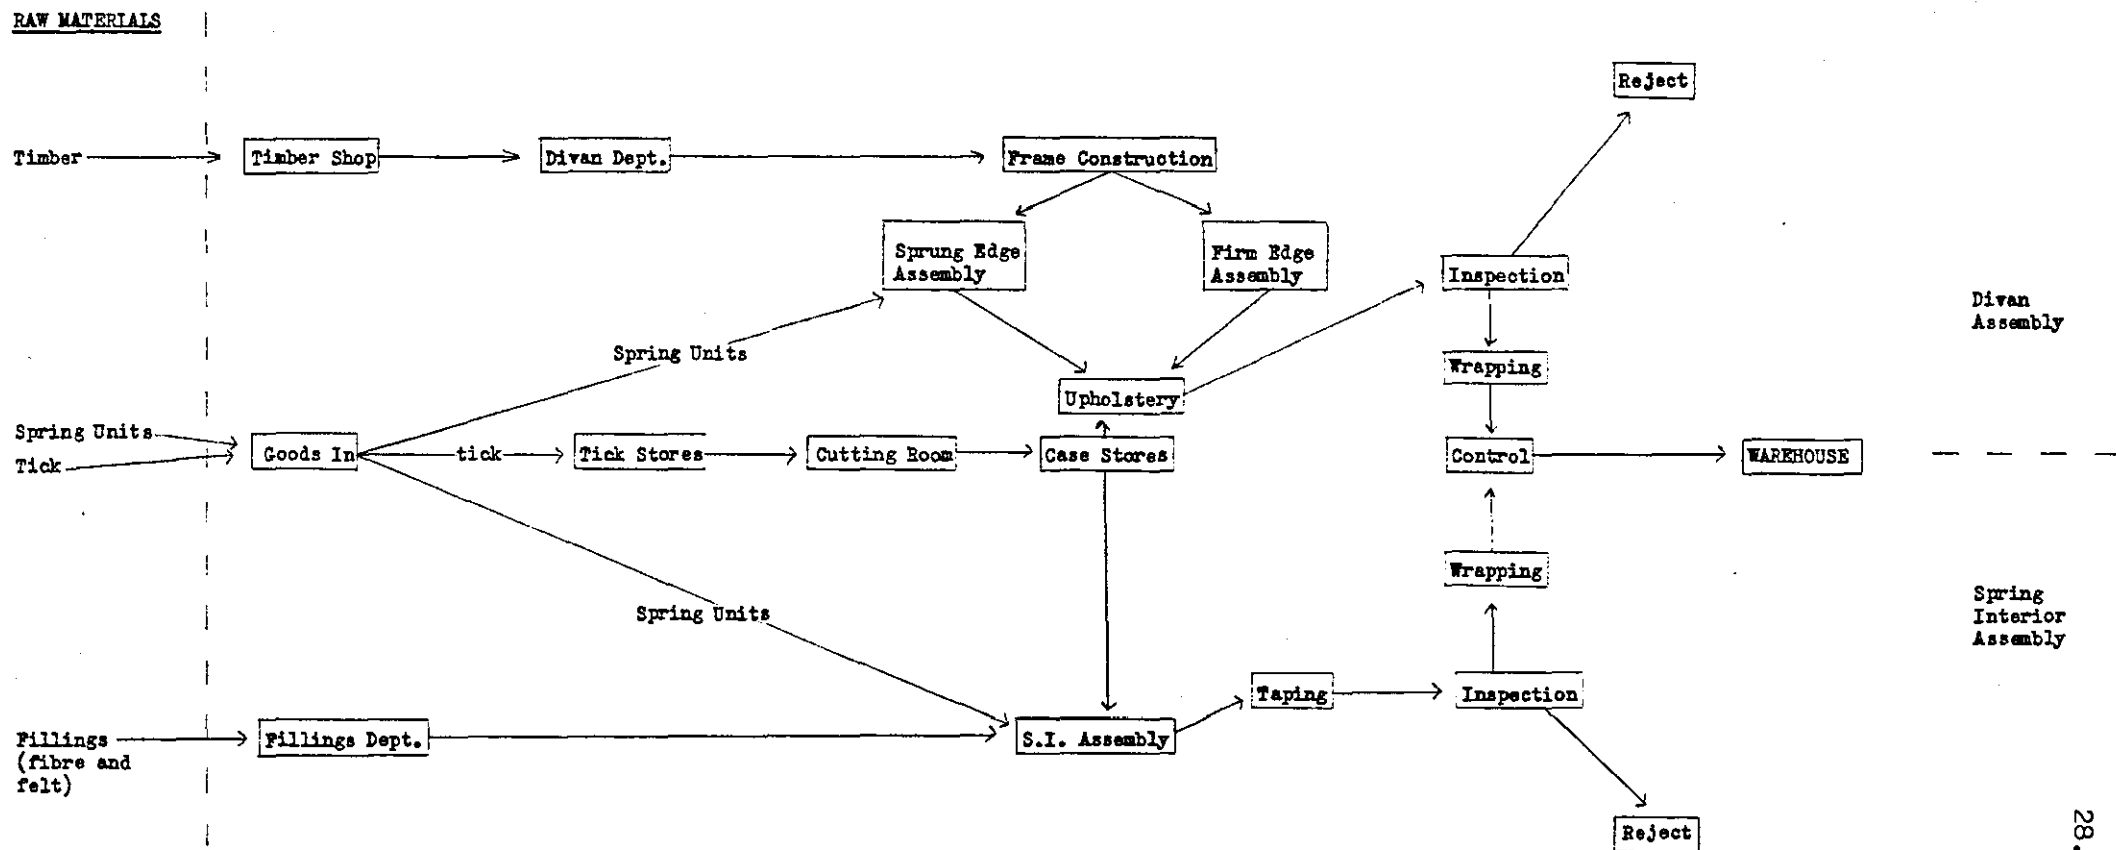 RAW MATERIALS
Reject
Timber
Timber Shop
Divan Dept.
Frame Construction
Sprung Edge
Assembly
Firm Edge
Assembly
Inspection
Divan
Assembly
Spring Units
Wrapping
Upholstery
Spring Units
Tick
Goods In
tick
Tick Stores
Cutting Room
Case Stores
Control
WAREHOUSE
Wrapping
Spring
Interior
Assembly
Spring Units
Taping
Inspection
Fillings
(fibre and
felt)
Fillings Dept.
S.I. Assembly
Reject
28.